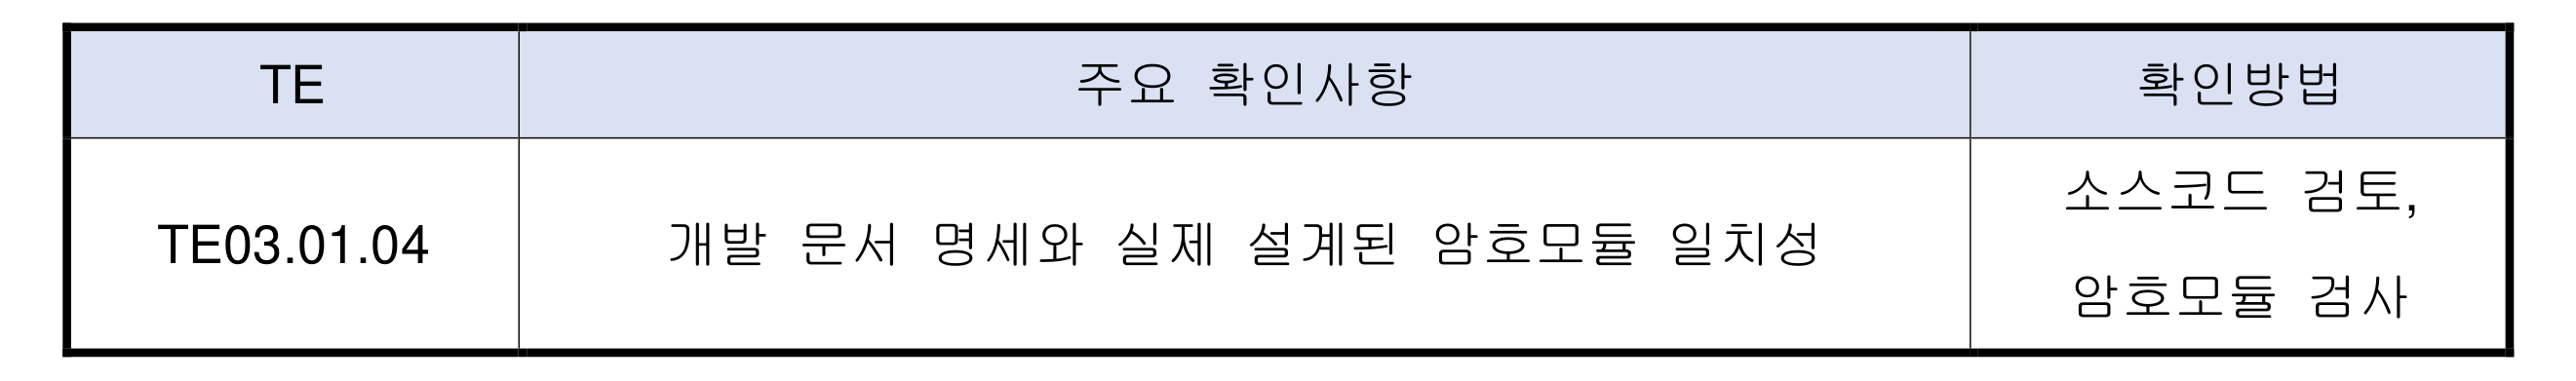 TE 주요 확인사항 확인방법
TE03.01.04 개발 문서 명세와 실제 설계된 암호모듈 일치성 소스코드 검토,
암호모듈 검사